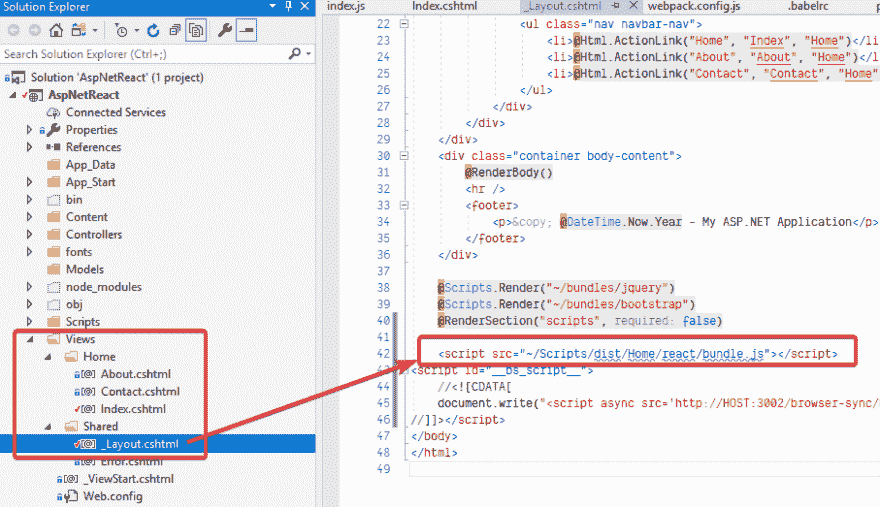 Solution Explorer
Search Solution Explorer (Ctrl+;)
Solution 'AspNetReact' (1 project)
AspNetReact
Connected Services
Properties
References
App_Data
App_Start
bin
Content
Controllers
fonts
Models
node_modules
obj
Scripts
Views
Home
About.cshtml
Contact.cshtml
Index.cshtml
Shared
_Layout.cshtml
Error.cshtml
_ViewStart.cshtml
Web.config
index.js Index.cshtml _Layout.cshtml webpack.config.js .babelrc
22 <ul class="nav navbar-nav">
23 <li>@Html.ActionLink("Home", "Index", "Home")</li
24 <li>@Html.ActionLink("About", "About", "Home")</l
25 <li>@Html.ActionLink("Contact", "Contact", "Home"
26 </ul>
27 </div>
28 </div>
29 </div>
30 <div class="container body-content">
31 @RenderBody()
32 <hr />
33 <footer>
34 <p>&copy; @DateTime.Now.Year - My ASP.NET Application</p>
35 </footer>
36 </div>
37
38 @Scripts.Render("~/bundles/jquery")
39 @Scripts.Render("~/bundles/bootstrap")
40 @RenderSection("scripts", required: false)
41
42 <script src="~/Scripts/dist/Home/react/bundle.js"></script>
43 <script id="__bs_script__">
44 //<![CDATA[
45 document.write("<script async src='http://HOST:3002/browser-sync/
46 //]]></script>
47 </body>
48 </html>
49